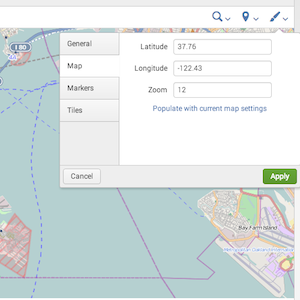 I 80
General
Latitude
37.76
Map
Longitude
-122.43
Markers
Zoom
12
Tiles
Populate with current map settings
Cancel
Apply
Bay Farm Island